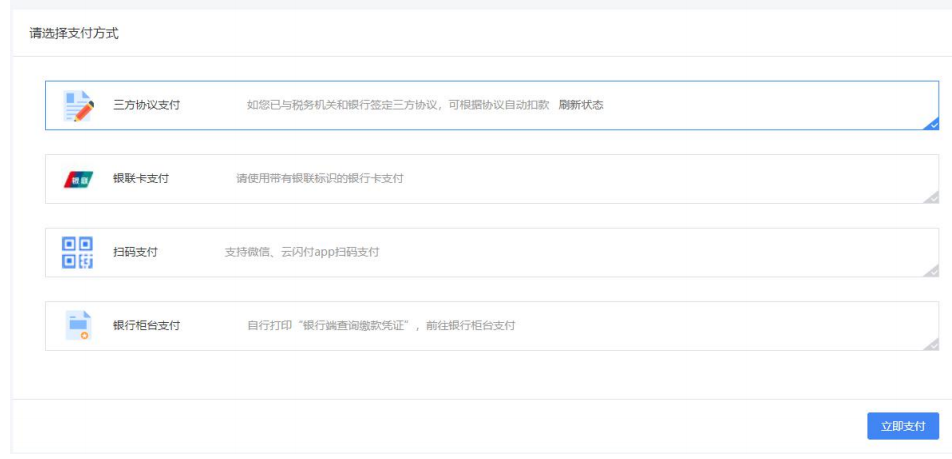 请选择支付方式
三方协议支付 如您已与税务机关和银行签定三方协议，可根据协议自动扣款 刷新状态
银联 银联卡支付 请使用带有银联标识的银行卡支付
扫码支付 支持微信、云闪付app扫码支付
银行柜台支付 自行打印“银行端查询缴款凭证”，前往银行柜台支付
立即支付